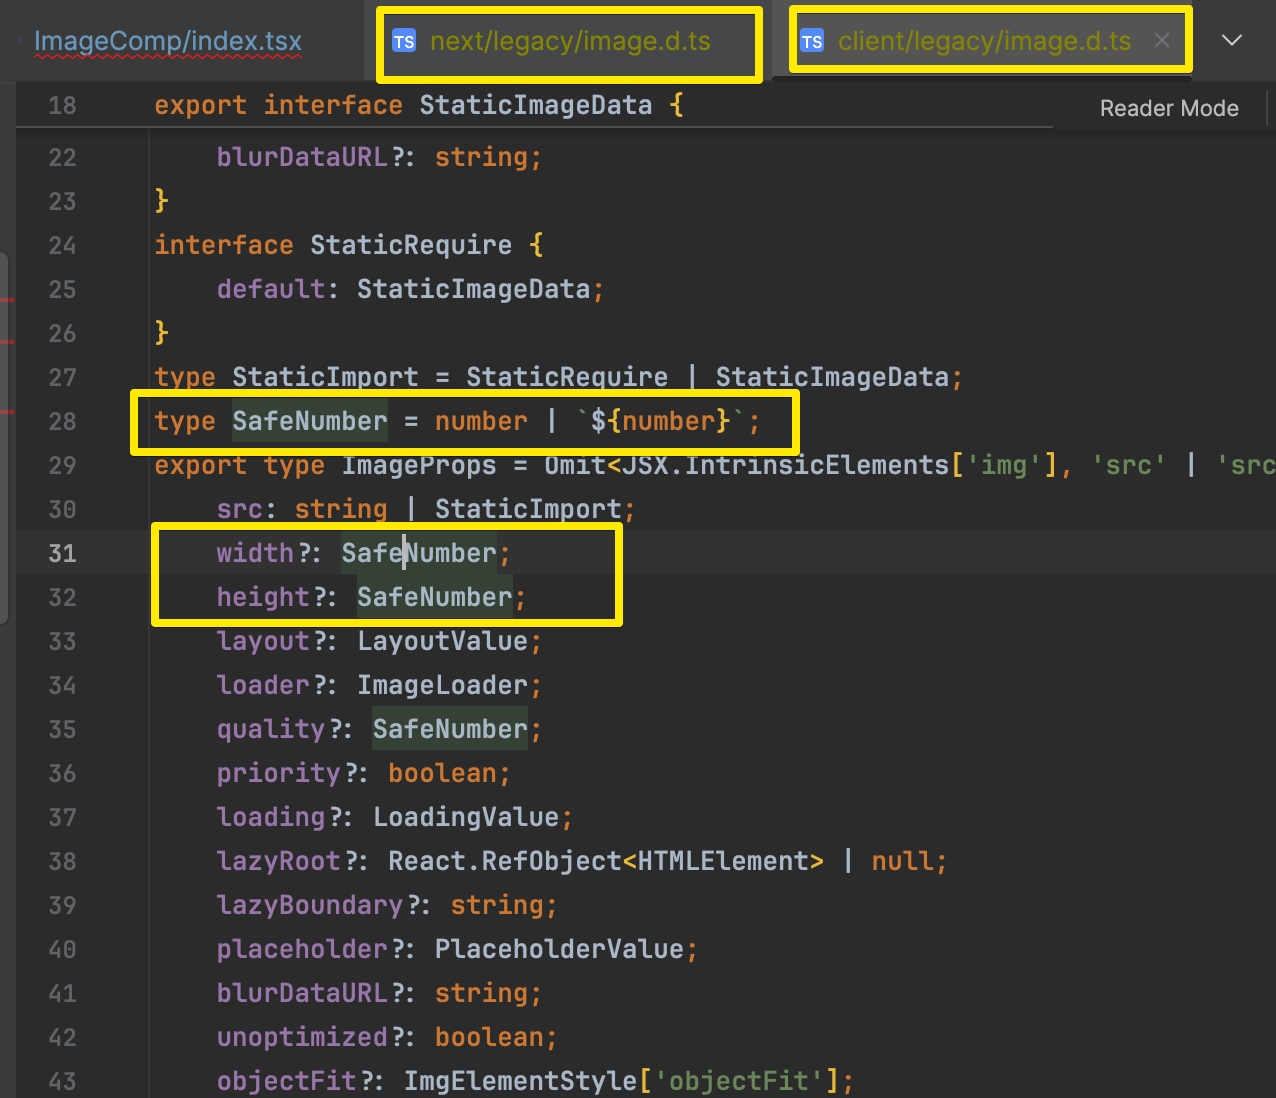 ImageComp/index.tsx TS next/legacy/image.d.ts TS client/legacy/image.d.ts
18 export interface StaticImageData {
Reader Mode
22 blurDataURL?: string;
23 }
24 interface StaticRequire {
25 default: StaticImageData;
26 }
27 type StaticImport = StaticRequire | StaticImageData;
28 type SafeNumber = number | `${number}`;
29 export type ImageProps = Omit<JSX.IntrinsicElements['img'], 'src' | 'src
30 src: string | StaticImport;
31 width?: SafeNumber;
32 height?: SafeNumber;
33 layout?: LayoutValue;
34 loader?: ImageLoader;
35 quality?: SafeNumber;
36 priority?: boolean;
37 loading?: LoadingValue;
38 lazyRoot?: React.RefObject<HTMLElement> | null;
39 lazyBoundary?: string;
40 placeholder?: PlaceholderValue;
41 blurDataURL?: string;
42 unoptimized?: boolean;
43 objectFit?: ImgElementStyle['objectFit'];